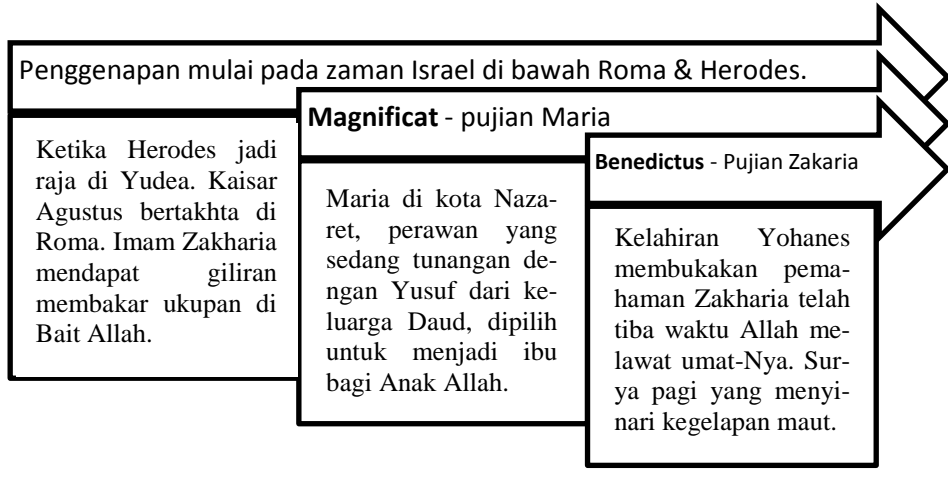 Penggenapan mulai pada zaman Israel di bawah Roma & Herodes.
Ketika Herodes jadi
raja di Yudea. Kaisar
Agustus bertakhta di
Roma. Imam Zakharia
mendapat giliran
membakar ukupan di
Bait Allah.
Magnificat - pujian Maria
Maria di kota Naza-
ret, perawan yang
sedang tunangan de-
ngan Yusuf dari ke-
luarga Daud, dipilih
untuk menjadi ibu
bagi Anak Allah.
Benedictus - Pujian Zakaria
Kelahiran Yohanes
membukakan pema-
haman Zakharia telah
tiba waktu Allah me-
lawat umat-Nya. Sur-
ya pagi yang menyi-
nari kegelapan maut.